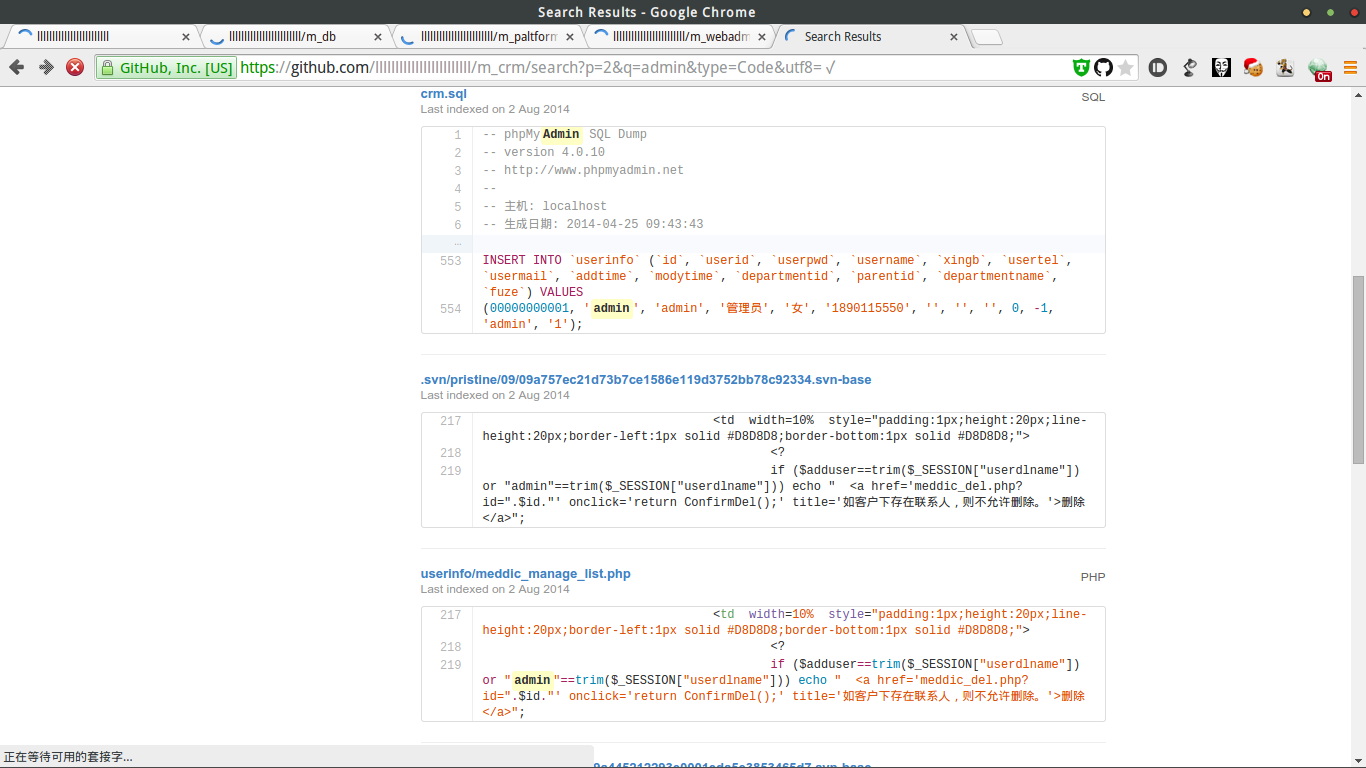 Search Results - Google Chrome
llllllllllllllllllllllll
llllllllllllllllllllllll/m_db
llllllllllllllllllllllll/m_paltform
llllllllllllllllllllllll/m_webadm
Search Results
GitHub, Inc. [US] https://github.com/llllllllllllllllllllllll/m_crm/search?p=2&q=admin&type=Code&utf8=✓
0n
crm.sql
SQL
Last indexed on 2 Aug 2014
1 -- phpMyAdmin SQL Dump
2 -- version 4.0.10
3 -- http://www.phpmyadmin.net
4 --
5 -- 主机: localhost
6 -- 生成日期: 2014-04-25 09:43:43
…
553 INSERT INTO `userinfo` (`id`, `userid`, `userpwd`, `username`, `xingb`, `usertel`,
`usermail`, `addtime`, `modytime`, `departmentid`, `parentid`, `departmentname`,
`fuze`) VALUES
554 (00000000001, 'admin', 'admin', '管理员', '女', '1890115550', '', '', '', 0, -1,
'admin', '1');
.svn/pristine/09/09a757ec21d73b7ce1586e119d3752bb78c92334.svn-base
Last indexed on 2 Aug 2014
217 <td width=10% style="padding:1px;height:20px;line-
height:20px;border-left:1px solid #D8D8D8;border-bottom:1px solid #D8D8D8;">
218 <?
219 if ($adduser==trim($_SESSION["userdlname"])
or "admin"==trim($_SESSION["userdlname"])) echo " <a href='meddic_del.php?
id=".$id."' onclick='return ConfirmDel();' title='如客户下存在联系人，则不允许删除。'>删除
</a>";
userinfo/meddic_manage_list.php
PHP
Last indexed on 2 Aug 2014
217 <td width=10% style="padding:1px;height:20px;line-
height:20px;border-left:1px solid #D8D8D8;border-bottom:1px solid #D8D8D8;">
218 <?
219 if ($adduser==trim($_SESSION["userdlname"])
or "admin"==trim($_SESSION["userdlname"])) echo " <a href='meddic_del.php?
id=".$id."' onclick='return ConfirmDel();' title='如客户下存在联系人，则不允许删除。'>删除
</a>";
正在等待可用的套接字...